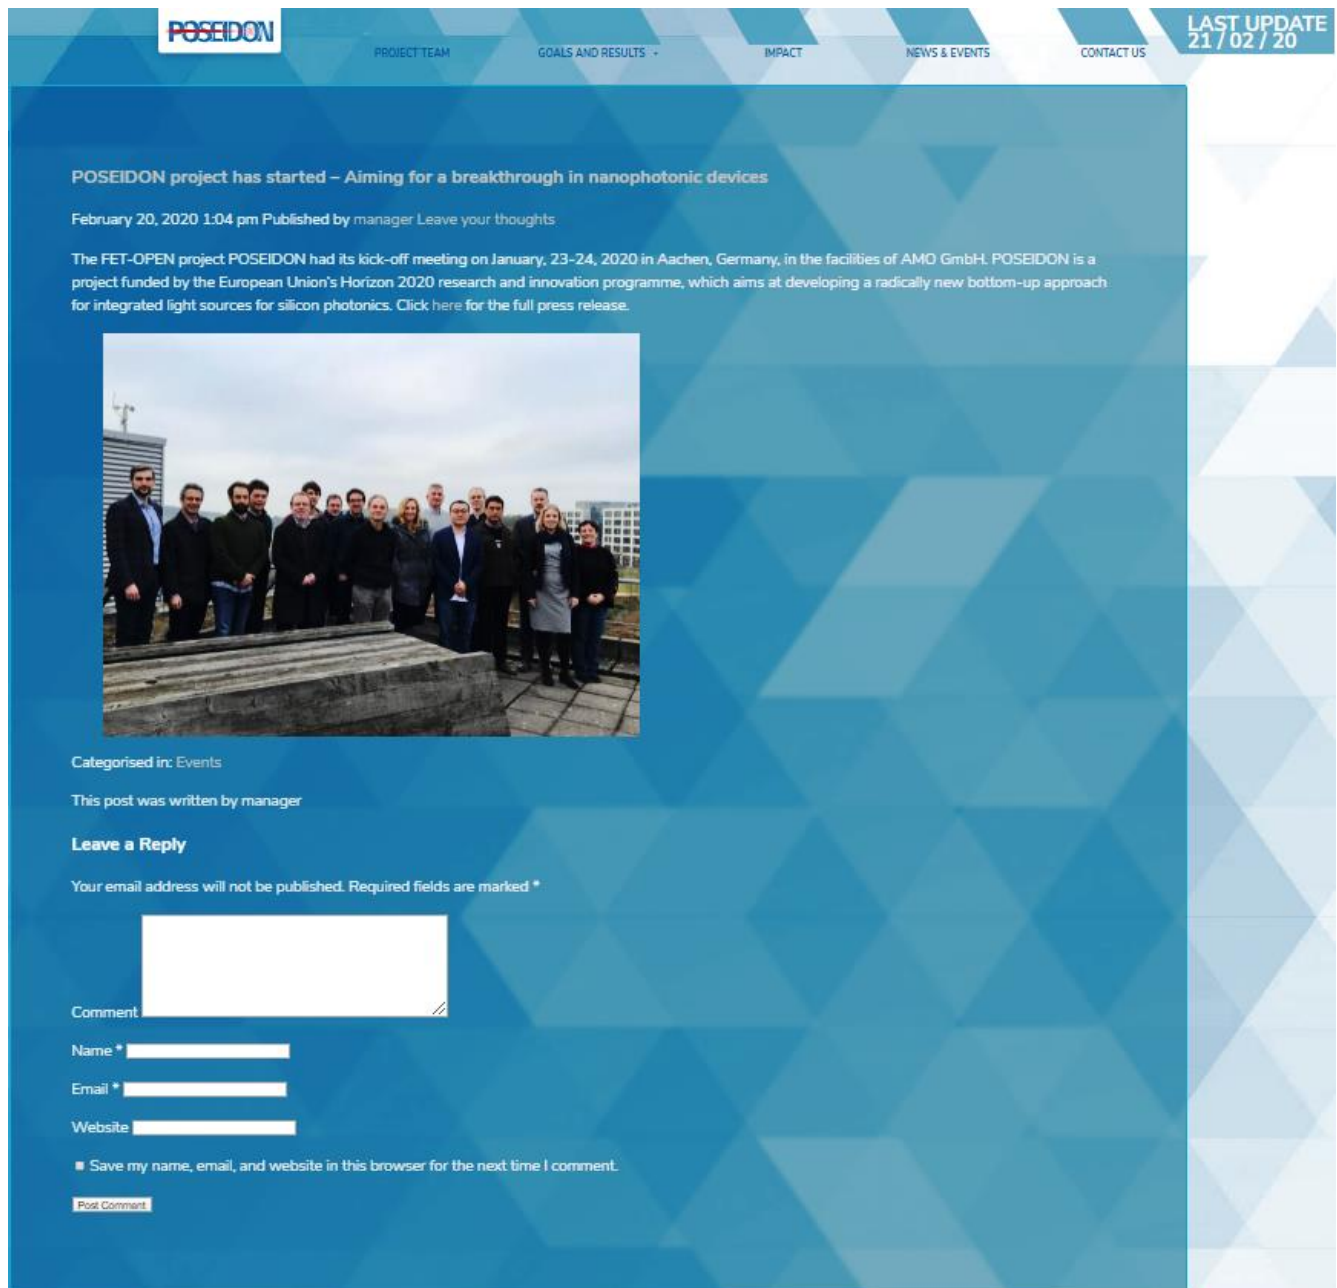 POSEIDON
PROJECT TEAM
GOALS AND RESULTS
IMPACT
NEWS & EVENTS
CONTACT US
LAST UPDATE
21 / 02 / 20
POSEIDON project has started – Aiming for a breakthrough in nanophotonic devices
February 20, 2020 1:04 pm Published by manager Leave your thoughts
The FET-OPEN project POSEIDON had its kick-off meeting on January, 23-24, 2020 in Aachen, Germany, in the facilities of AMO GmbH. POSEIDON is a
project funded by the European Union's Horizon 2020 research and innovation programme, which aims at developing a radically new bottom-up approach
for integrated light sources for silicon photonics. Click here for the full press release.
Categorised in: Events
This post was written by manager
Leave a Reply
Your email address will not be published. Required fields are marked *
Comment
Name *
Email *
Website
Save my name, email, and website in this browser for the next time I comment.
Post Comment